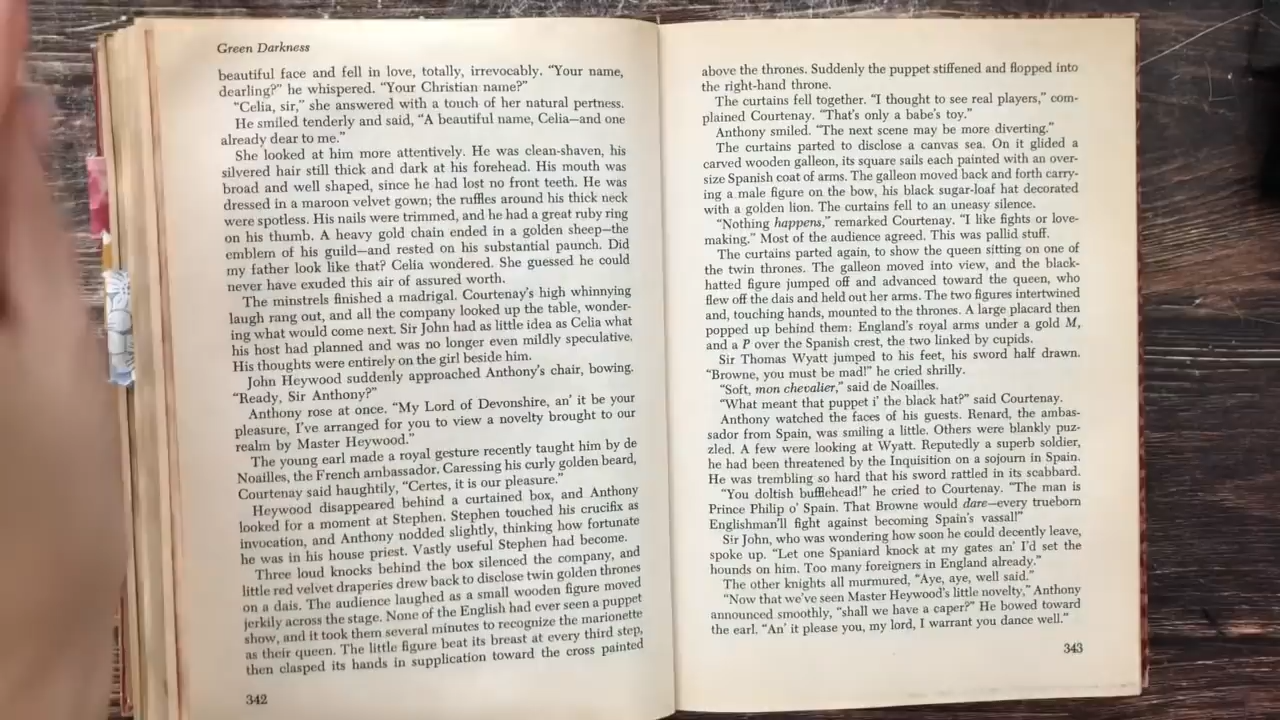 Green Darkness
beautiful face and fell in love, totally, irrevocably. “Your name,
dearling?” he whispered. “Your Christian name?”
“Celia, sir,” she answered with a touch of her natural pertness.
He smiled tenderly and said, “A beautiful name, Celia—and one
already dear to me.”
She looked at him more attentively. He was clean-shaven, his
silvered hair still thick and dark at his forehead. His mouth was
broad and well shaped, since he had lost no front teeth. He was
dressed in a maroon velvet gown; the ruffles around his thick neck
were spotless. His nails were trimmed, and he had a great ruby ring
on his thumb. A heavy gold chain ended in a golden sheep—the
emblem of his guild—and rested on his substantial paunch. Did
my father look like that? Celia wondered. She guessed he could
never have exuded this air of assured worth.
The minstrels finished a madrigal. Courtenay’s high whinnying
laugh rang out, and all the company looked up the table, wonder-
ing what would come next. Sir John had as little idea as Celia what
his host had planned and was no longer even mildly speculative.
His thoughts were entirely on the girl beside him.
John Heywood suddenly approached Anthony’s chair, bowing.
“Ready, Sir Anthony?”
Anthony rose at once. “My Lord of Devonshire, an’ it be your
pleasure, I’ve arranged for you to view a novelty brought to our
realm by Master Heywood.”
The young earl made a royal gesture recently taught him by de
Noailles, the French ambassador. Caressing his curly golden beard,
Courtenay said haughtily, “Certes, it is our pleasure.”
Heywood disappeared behind a curtained box, and Anthony
looked for a moment at Stephen. Stephen touched his crucifix as
invocation, and Anthony nodded slightly, thinking how fortunate
he was in his house priest. Vastly useful Stephen had become.
Three loud knocks behind the box silenced the company, and
little red velvet draperies drew back to disclose twin golden thrones
on a dais. The audience laughed as a small wooden figure moved
jerkily across the stage. None of the English had ever seen a puppet
show, and it took them several minutes to recognize the marionette
as their queen. The little figure beat its breast at every third step,
then clasped its hands in supplication toward the cross painted
342
above the thrones. Suddenly the puppet stiffened and flopped into
the right-hand throne.
The curtains fell together. “I thought to see real players,” com-
plained Courtenay. “That’s only a babe’s toy.”
Anthony smiled. “The next scene may be more diverting.”
The curtains parted to disclose a canvas sea. On it glided a
carved wooden galleon, its square sails each painted with an over-
size Spanish coat of arms. The galleon moved back and forth carry-
ing a male figure on the bow, his black sugar-loaf hat decorated
with a golden lion. The curtains fell to an uneasy silence.
“Nothing happens,” remarked Courtenay. “I like fights or love-
making.” Most of the audience agreed. This was pallid stuff.
The curtains parted again, to show the queen sitting on one of
the twin thrones. The galleon moved into view, and the black-
hatted figure jumped off and advanced toward the queen, who
flew off the dais and held out her arms. The two figures intertwined
and, touching hands, mounted to the thrones. A large placard then
popped up behind them: England’s royal arms under a gold M,
and a P over the Spanish crest, the two linked by cupids.
Sir Thomas Wyatt jumped to his feet, his sword half drawn.
“Browne, you must be mad!” he cried shrilly.
“Soft, mon chevalier,” said de Noailles.
“What meant that puppet i’ the black hat?” said Courtenay.
Anthony watched the faces of his guests. Renard, the ambas-
sador from Spain, was smiling a little. Others were blankly puz-
zled. A few were looking at Wyatt. Reputedly a superb soldier,
he had been threatened by the Inquisition on a sojourn in Spain.
He was trembling so hard that his sword rattled in its scabbard.
“You doltish bufflehead!” he cried to Courtenay. “The man is
Prince Philip o’ Spain. That Browne would dare—every trueborn
Englishman’ll fight against becoming Spain’s vassal!”
Sir John, who was wondering how soon he could decently leave,
spoke up. “Let one Spaniard knock at my gates an’ I’d set the
hounds on him. Too many foreigners in England already.”
The other knights all murmured, “Aye, aye, well said.”
“Now that we’ve seen Master Heywood’s little novelty,” Anthony
announced smoothly, “shall we have a caper?” He bowed toward
the earl. “An’ it please you, my lord, I warrant you dance well.”
343